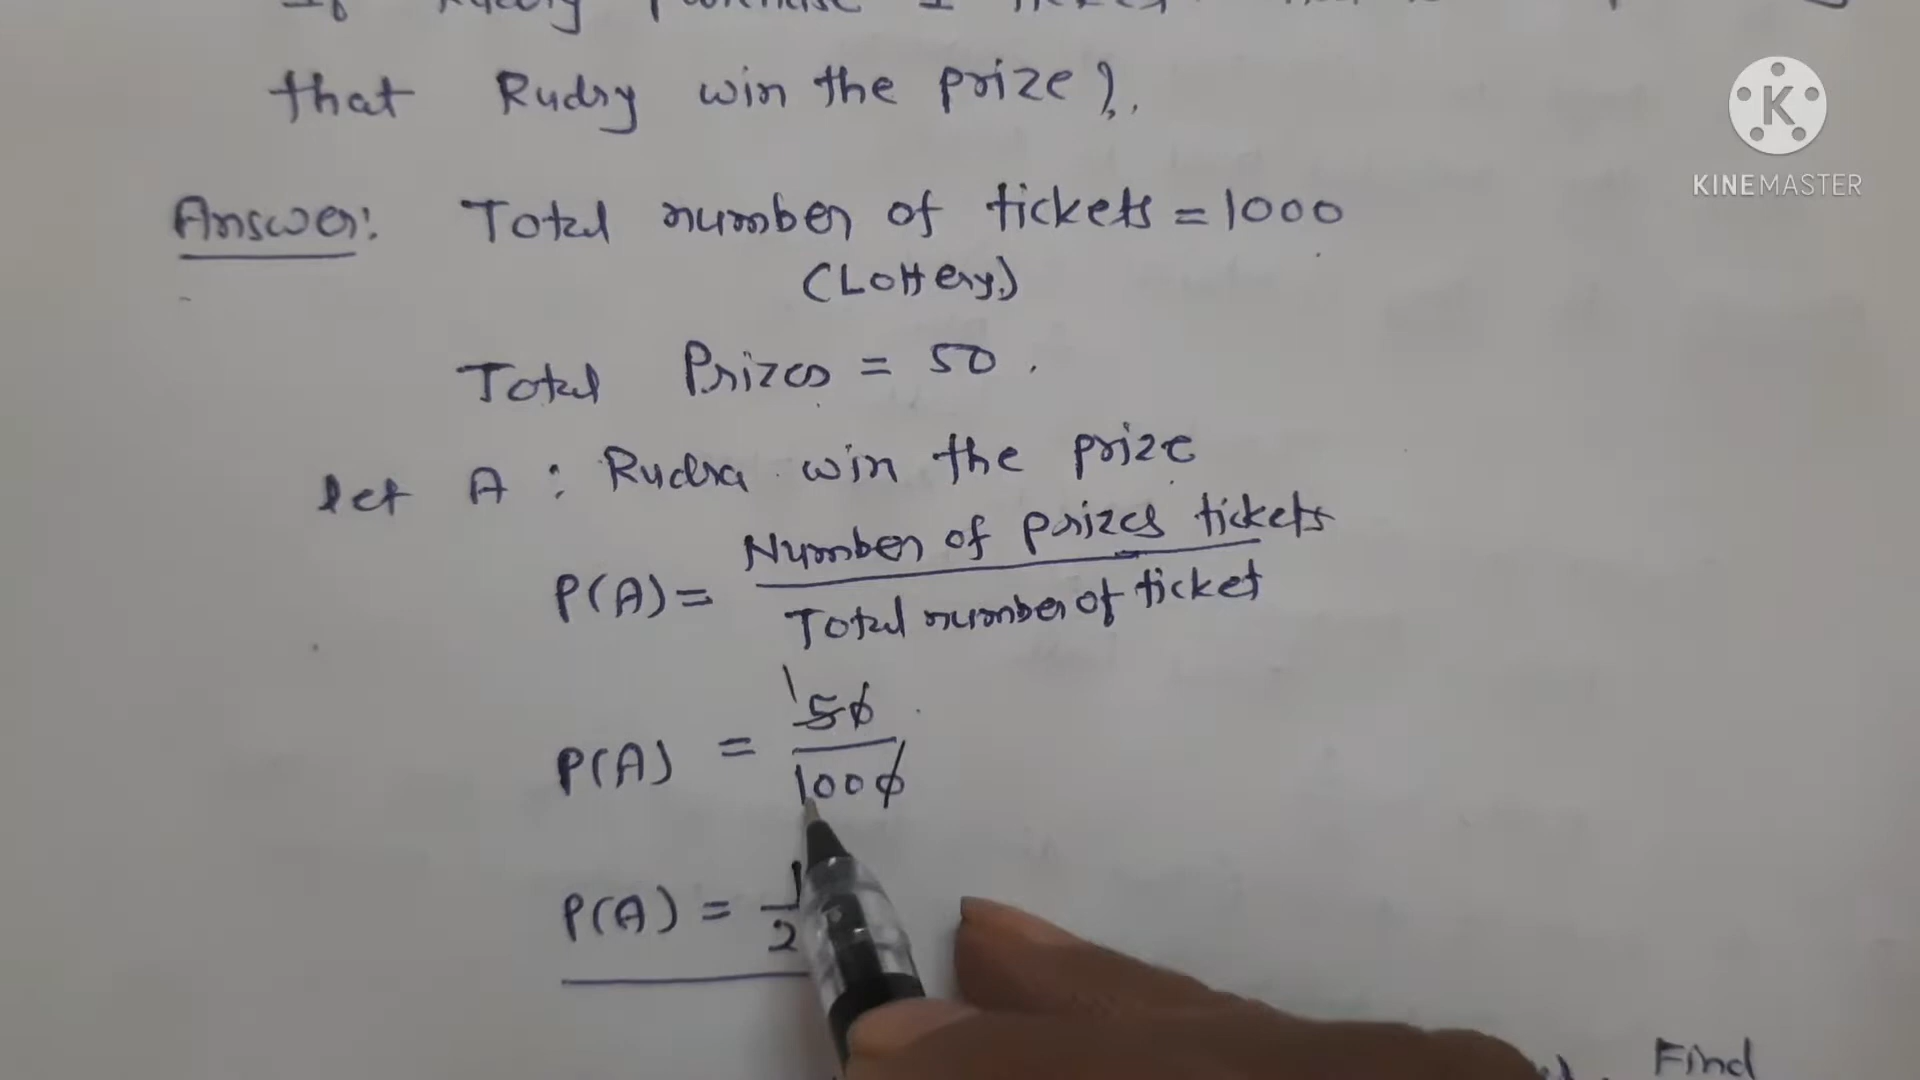 that Rudry win the prize ?.
K
KINEMASTER
Answer: Total number of tickets = 1000
(Lottery)
Total Prizes = 50.
let A : Rudra win the prize
P(A) = Number of prizes tickets
Total number of ticket
1
P(A) = 50
1000
P(A) = 1
2
Find